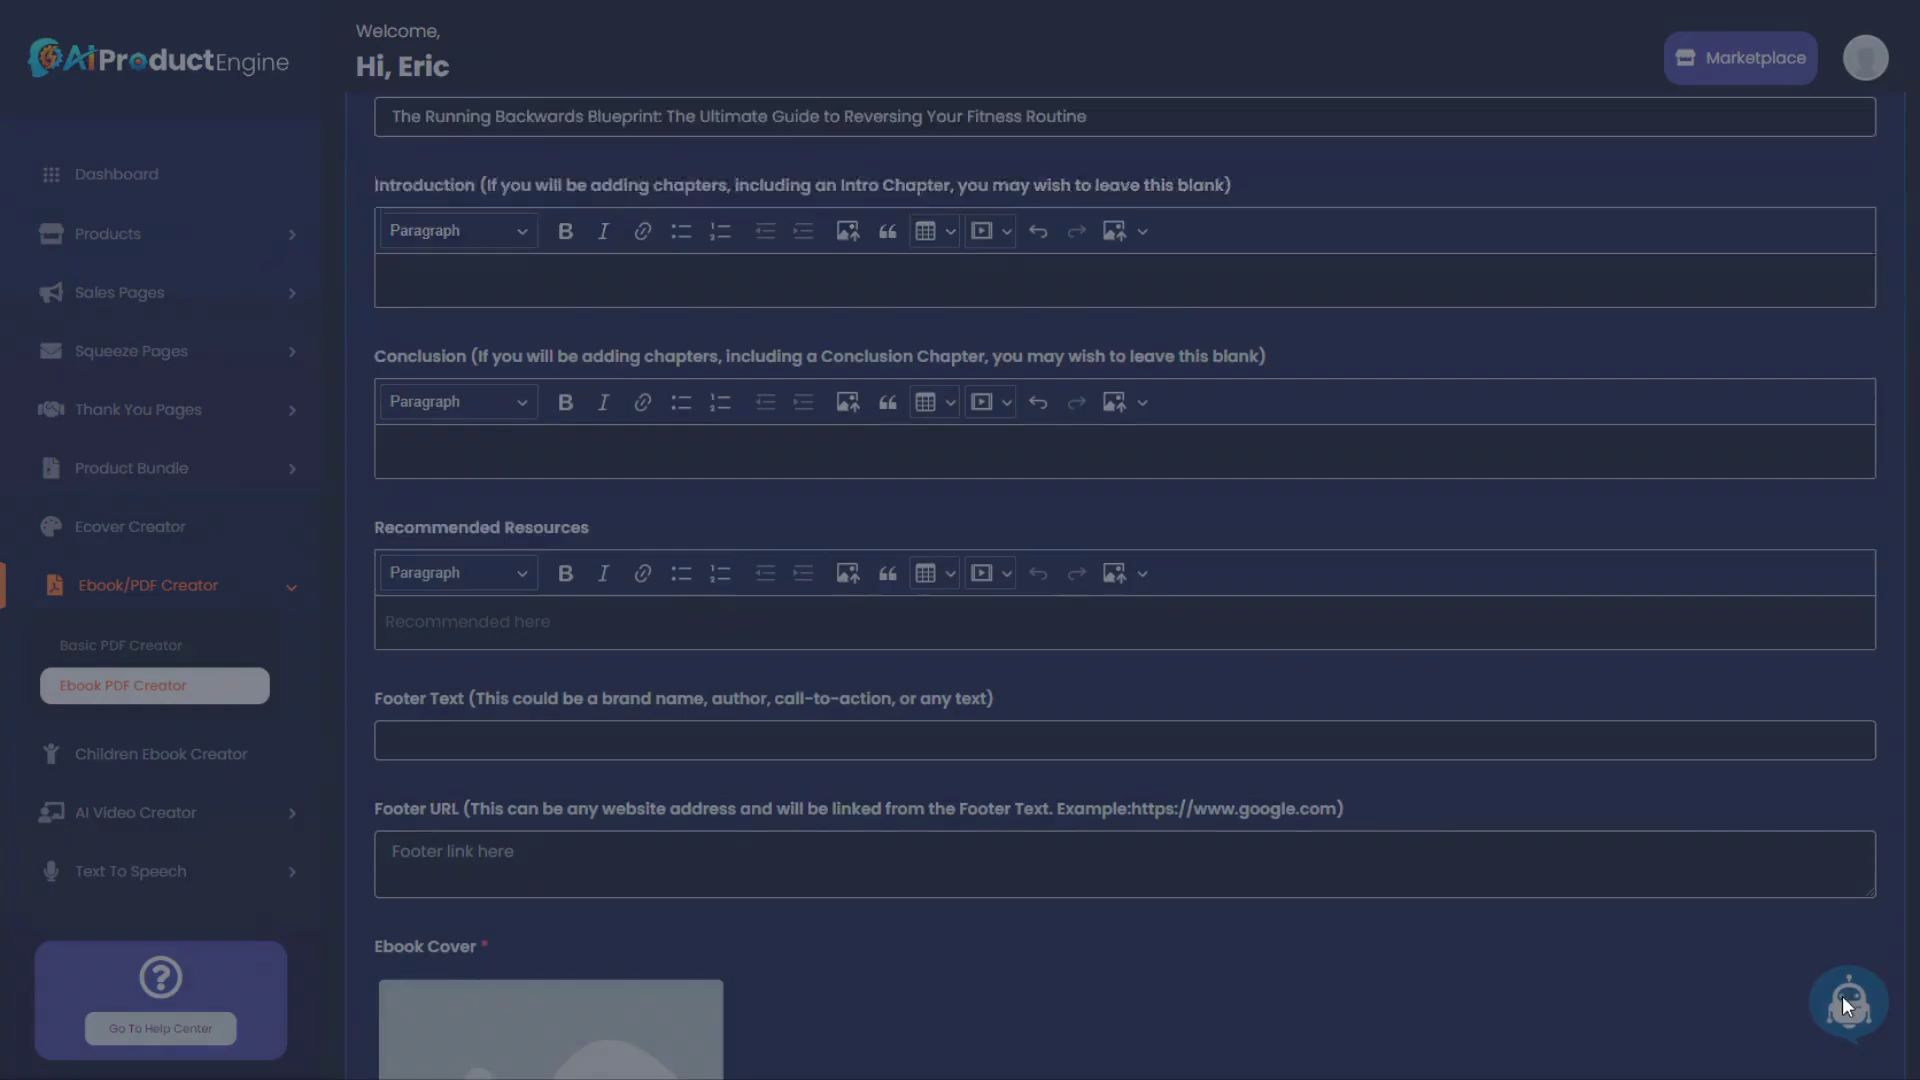 AiProductEngine
Welcome,
Hi, Eric
Marketplace
Dashboard
Products
Sales Pages
Squeeze Pages
Thank You Pages
Product Bundle
Ecover Creator
Ebook/PDF Creator
Basic PDF Creator
Ebook PDF Creator
Children Ebook Creator
AI Video Creator
Text To Speech
Go To Help Center
The Running Backwards Blueprint: The Ultimate Guide to Reversing Your Fitness Routine
Introduction (If you will be adding chapters, including an Intro Chapter, you may wish to leave this blank)
Paragraph
Conclusion (If you will be adding chapters, including a Conclusion Chapter, you may wish to leave this blank)
Paragraph
Recommended Resources
Paragraph
Recommended here
Footer Text (This could be a brand name, author, call-to-action, or any text)
Footer URL (This can be any website address and will be linked from the Footer Text. Example:https://www.google.com)
Footer link here
Ebook Cover *